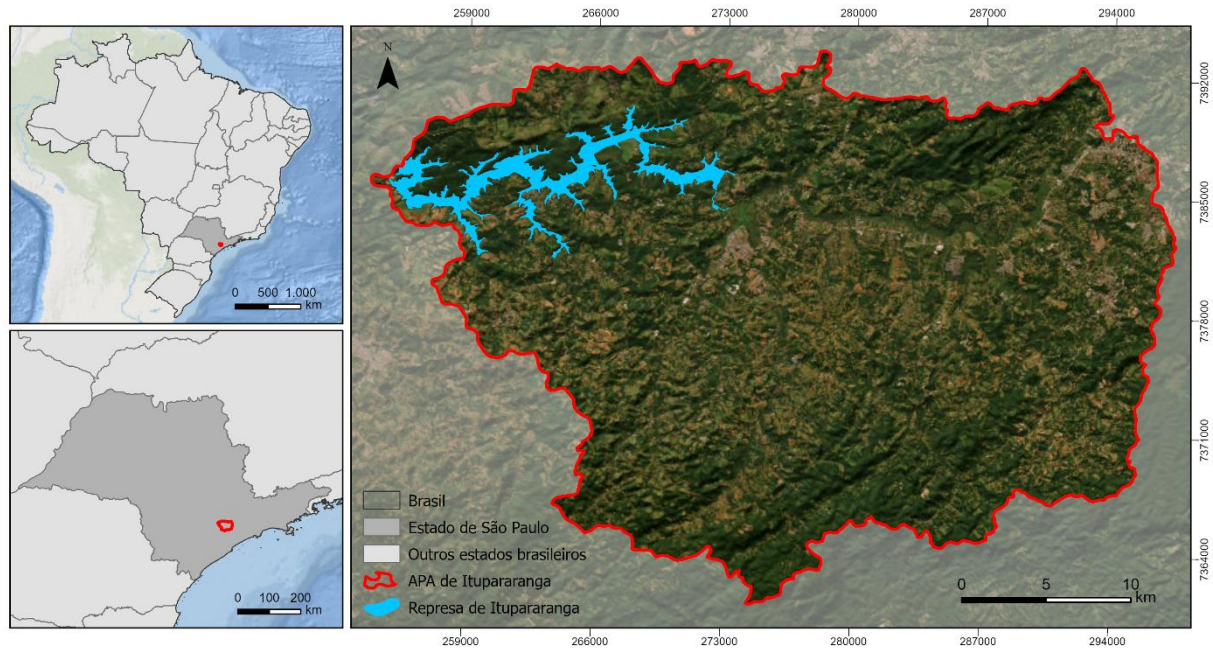 0 500 1.000
km
0 100 200
km
259000 266000 273000 280000 287000 294000
N
7392000
7385000
7378000
7371000
7364000
Brasil
Estado de São Paulo
Outros estados brasileiros
APA de Itupararanga
Represa de Itupararanga
0 5 10
km
259000 266000 273000 280000 287000 294000